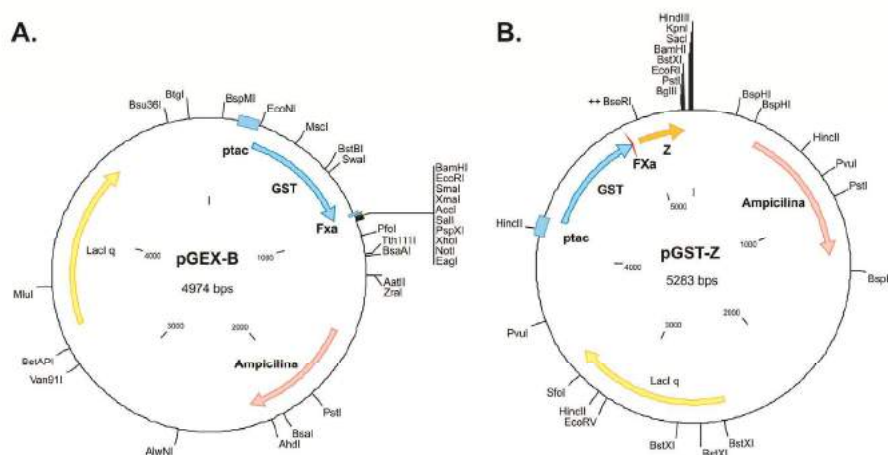 A.
BtgI
Bsu36I
BspMI
EcoNI
MscI
BstBI
SwaI
ptac
GST
Fxa
BamHI
EcoRI
SmaI
XmaI
AccI
SalI
PspXI
XhoI
NotI
EagI
PfoI
Tth111I
BsaAI
AatII
ZraI
LacI q
4000
1000
pGEX-B
4974 bps
3000
2000
MluI
Ampicilina
BstAPI
Van91I
PstI
BsaI
AhdI
AlwNI
B.
HindIII
KpnI
SacI
BamHI
BstXI
EcoRI
PstI
BglII
++ BseRI
BspHI
BspHI
HincII
PvuI
PstI
FXa
Z
GST
Ampicilina
HincII
ptac
5000
1000
pGST-Z
5283 bps
4000
BspI
2000
3000
PvuI
LacI q
SfoI
HincII
EcoRV
BstXI
BstXI
BstXI